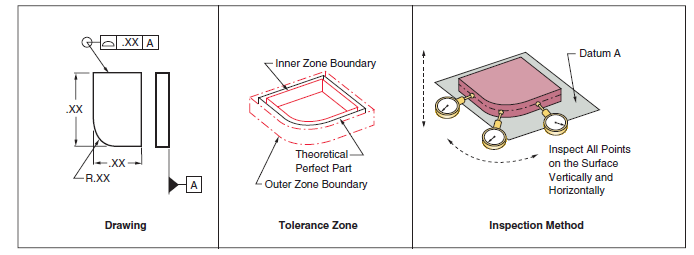 .XX A
.XX
.XX
R.XX
A
Drawing
Inner Zone Boundary
Theoretical
Perfect Part
Outer Zone Boundary
Tolerance Zone
Datum A
Inspect All Points
on the Surface
Vertically and
Horizontally
Inspection Method